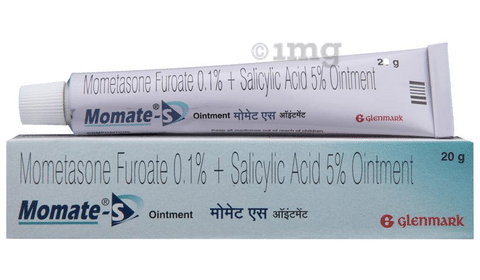 ©1mg
20 g
Mometasone Furoate 0.1% + Salicylic Acid 5% Ointment
Momate®-S Ointment मोमेट एस ऑइंटमेंट
Glenmark
Mometasone Furoate 0.1% + Salicylic Acid 5% Ointment 20 g
Momate®-S Ointment मोमेट एस ऑइंटमेंट
Glenmark